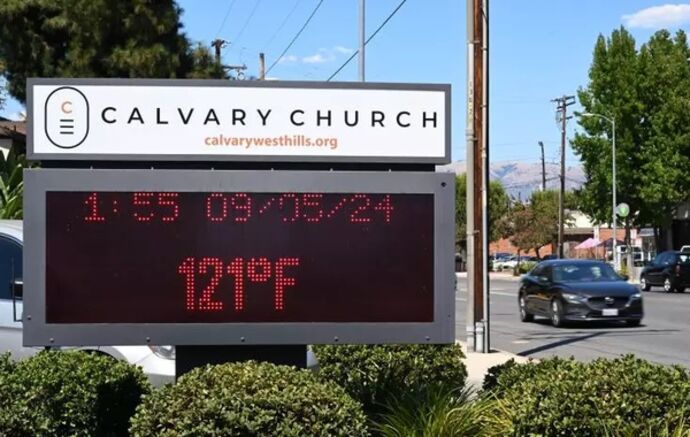 C
CALVARY CHURCH
calvarywesthills.org
1:55 09/05/24
121°F